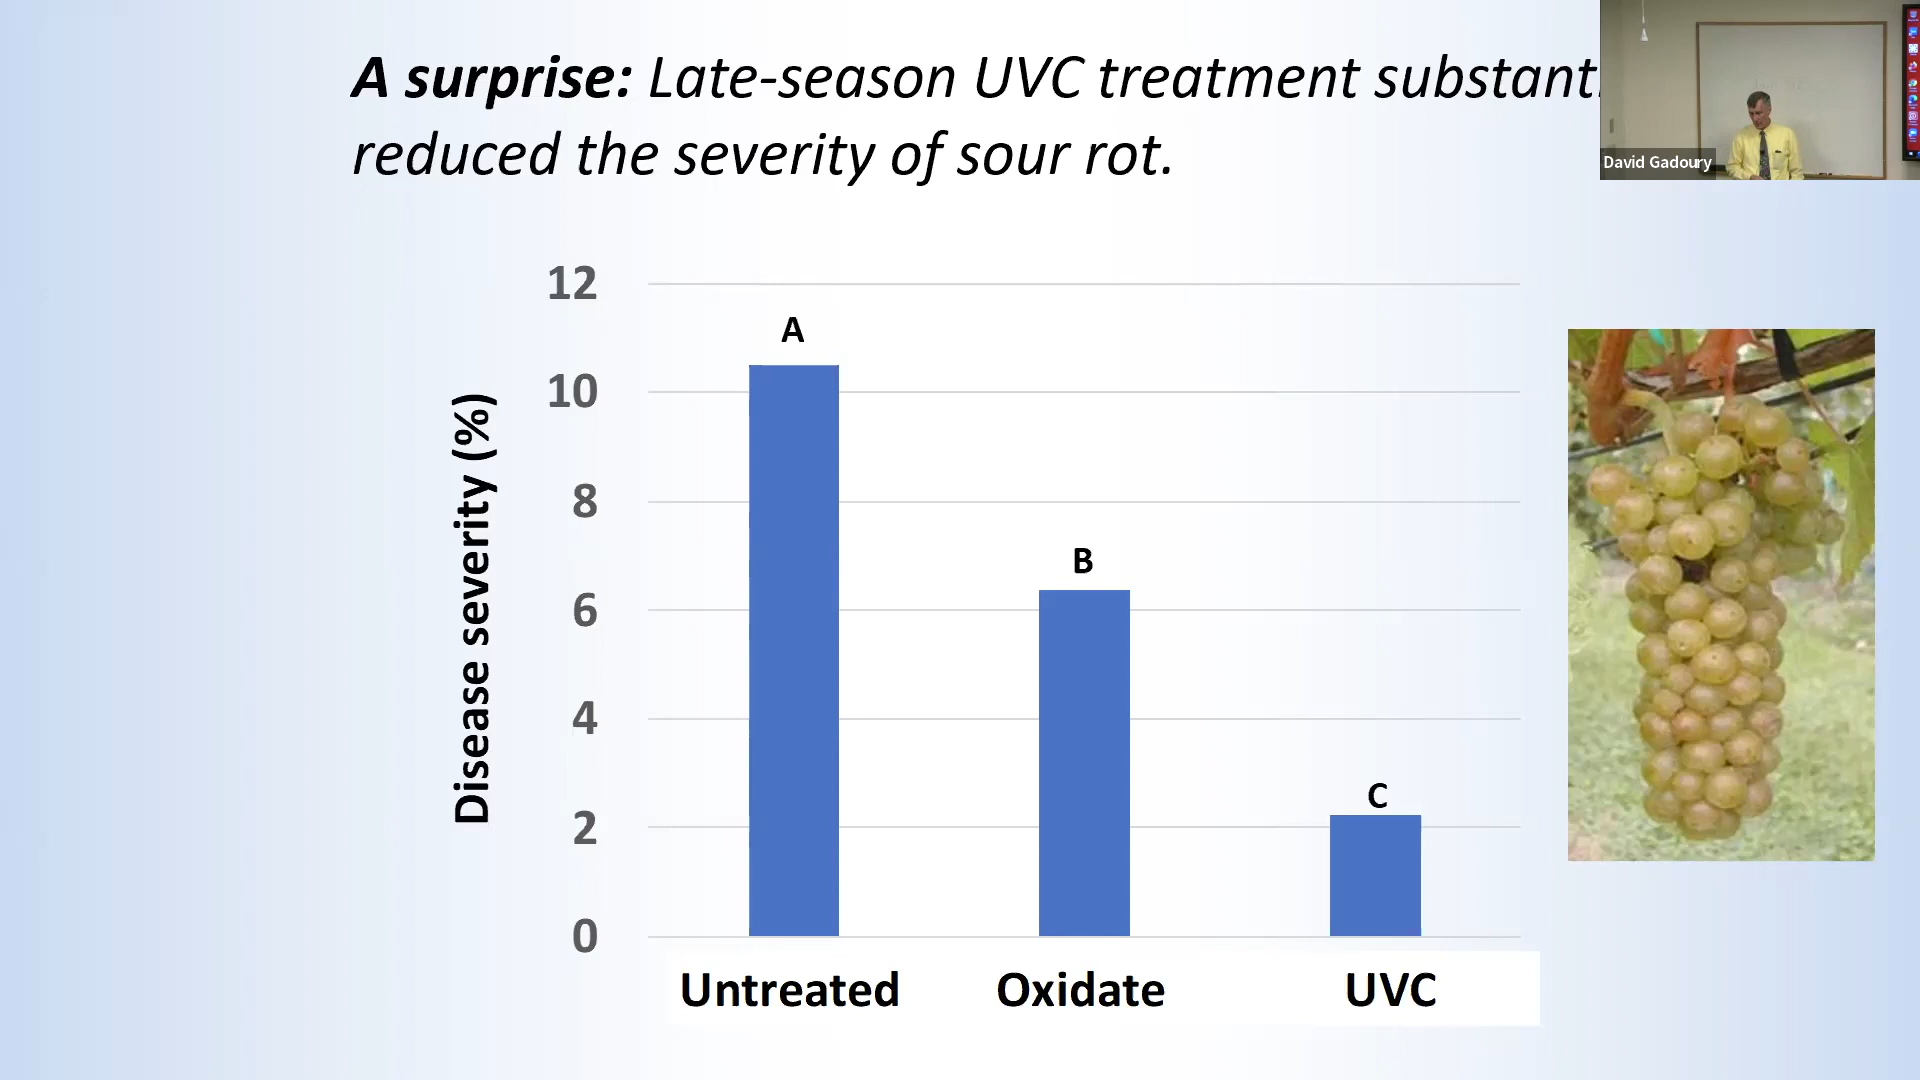 A surprise: Late-season UVC treatment
reduced the severity of sour rot.
David Gadoury
12
10
8
6
4
2
0
Disease severity (%)
A
B
C
Untreated
Oxidate
UVC